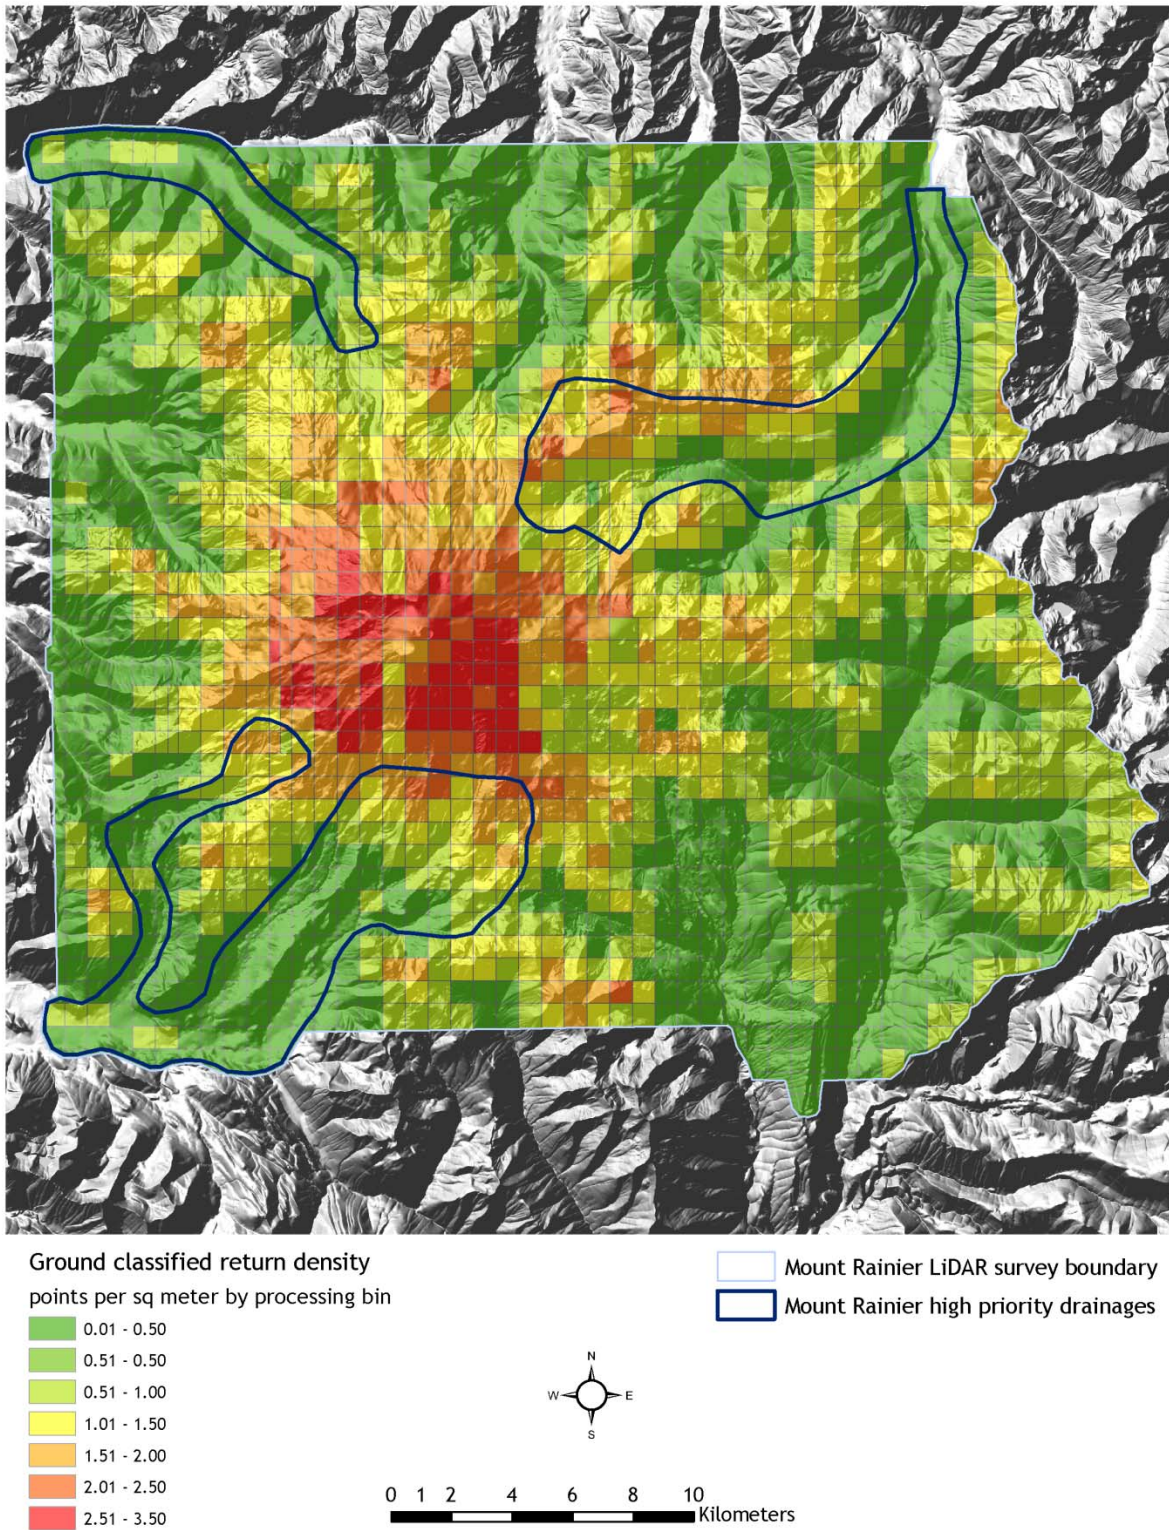 Ground classified return density
points per sq meter by processing bin
0.01 - 0.50
0.51 - 0.50
0.51 - 1.00
1.01 - 1.50
1.51 - 2.00
2.01 - 2.50
2.51 - 3.50
Mount Rainier LiDAR survey boundary
Mount Rainier high priority drainages
N
W E
S
0 1 2 4 6 8 10
Kilometers